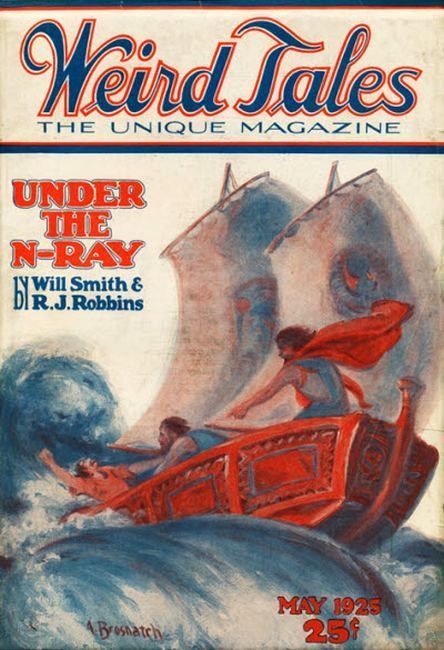 Weird Tales
THE UNIQUE MAGAZINE
UNDER
THE
N-RAY
BY Will Smith &
R.J. Robbins
A. Brosnatch
MAY 1925
25¢